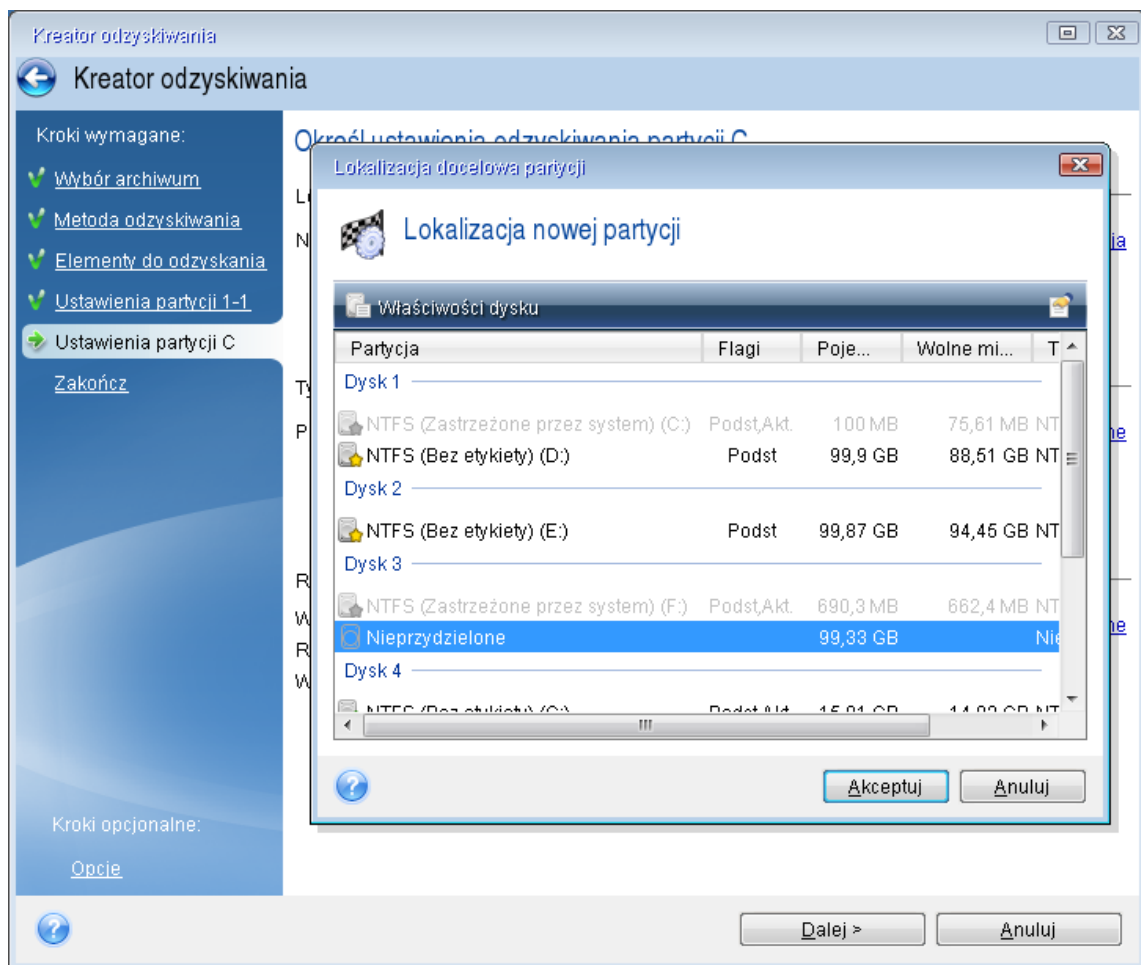 Kreator odzyskiwania
Kreator odzyskiwania
Kroki wymagane:
Wybór archiwum
Metoda odzyskiwania
Elementy do odzyskania
Ustawienia partycji 1-1
Ustawienia partycji C
Zakończ
Kroki opcjonalne:
Opcje
Określ ustawienia odzyskiwania partycji C
Lokalizacja docelowa partycji
Lokalizacja nowej partycji
Właściwości dysku
Partycja Flagi Poje... Wolne mi... T
Dysk 1
NTFS (Zastrzeżone przez system) (C:) Podst,Akt. 100 MB 75,61 MB NT
NTFS (Bez etykiety) (D:) Podst 99,9 GB 88,51 GB NT
Dysk 2
NTFS (Bez etykiety) (E:) Podst 99,87 GB 94,45 GB NT
Dysk 3
NTFS (Zastrzeżone przez system) (F:) Podst,Akt. 690,3 MB 662,4 MB NT
Nieprzydzielone 99,33 GB Nie
Dysk 4
Akceptuj Anuluj
Dalej > Anuluj